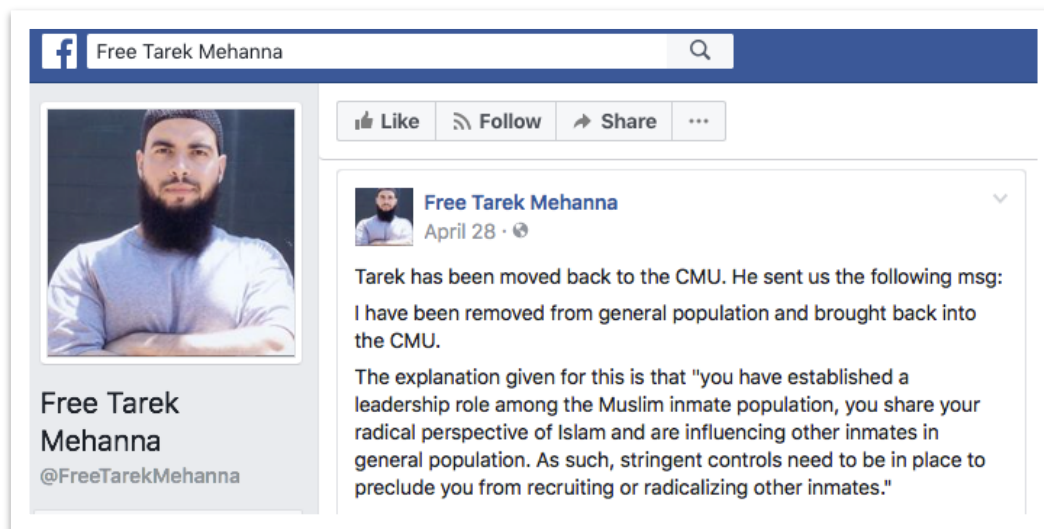 f
Free Tarek Mehanna
Like Follow Share ...
Free Tarek
Mehanna
@FreeTarekMehanna
Free Tarek Mehanna
April 28 ·
Tarek has been moved back to the CMU. He sent us the following msg:
I have been removed from general population and brought back into
the CMU.
The explanation given for this is that "you have established a
leadership role among the Muslim inmate population, you share your
radical perspective of Islam and are influencing other inmates in
general population. As such, stringent controls need to be in place to
preclude you from recruiting or radicalizing other inmates."